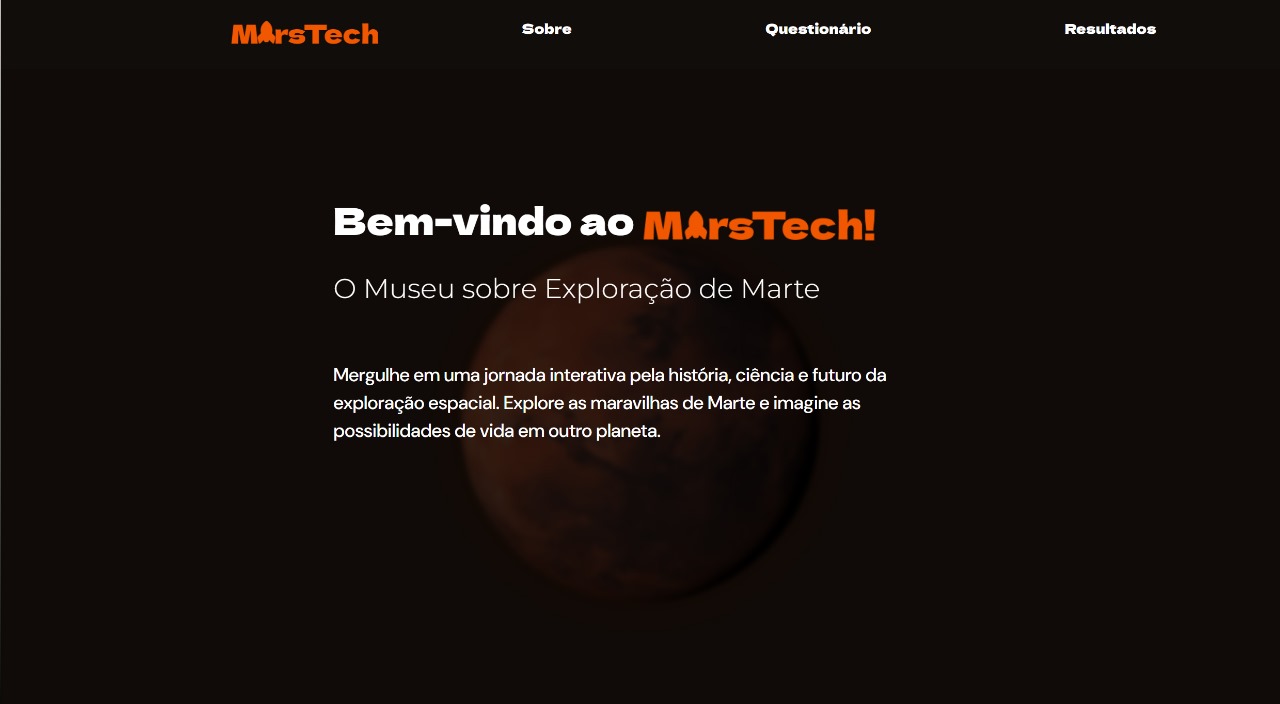 MarsTech
Sobre
Questionário
Resultados
Bem-vindo ao MarsTech!
O Museu sobre Exploração de Marte
Mergulhe em uma jornada interativa pela história, ciência e futuro da
exploração espacial. Explore as maravilhas de Marte e imagine as
possibilidades de vida em outro planeta.